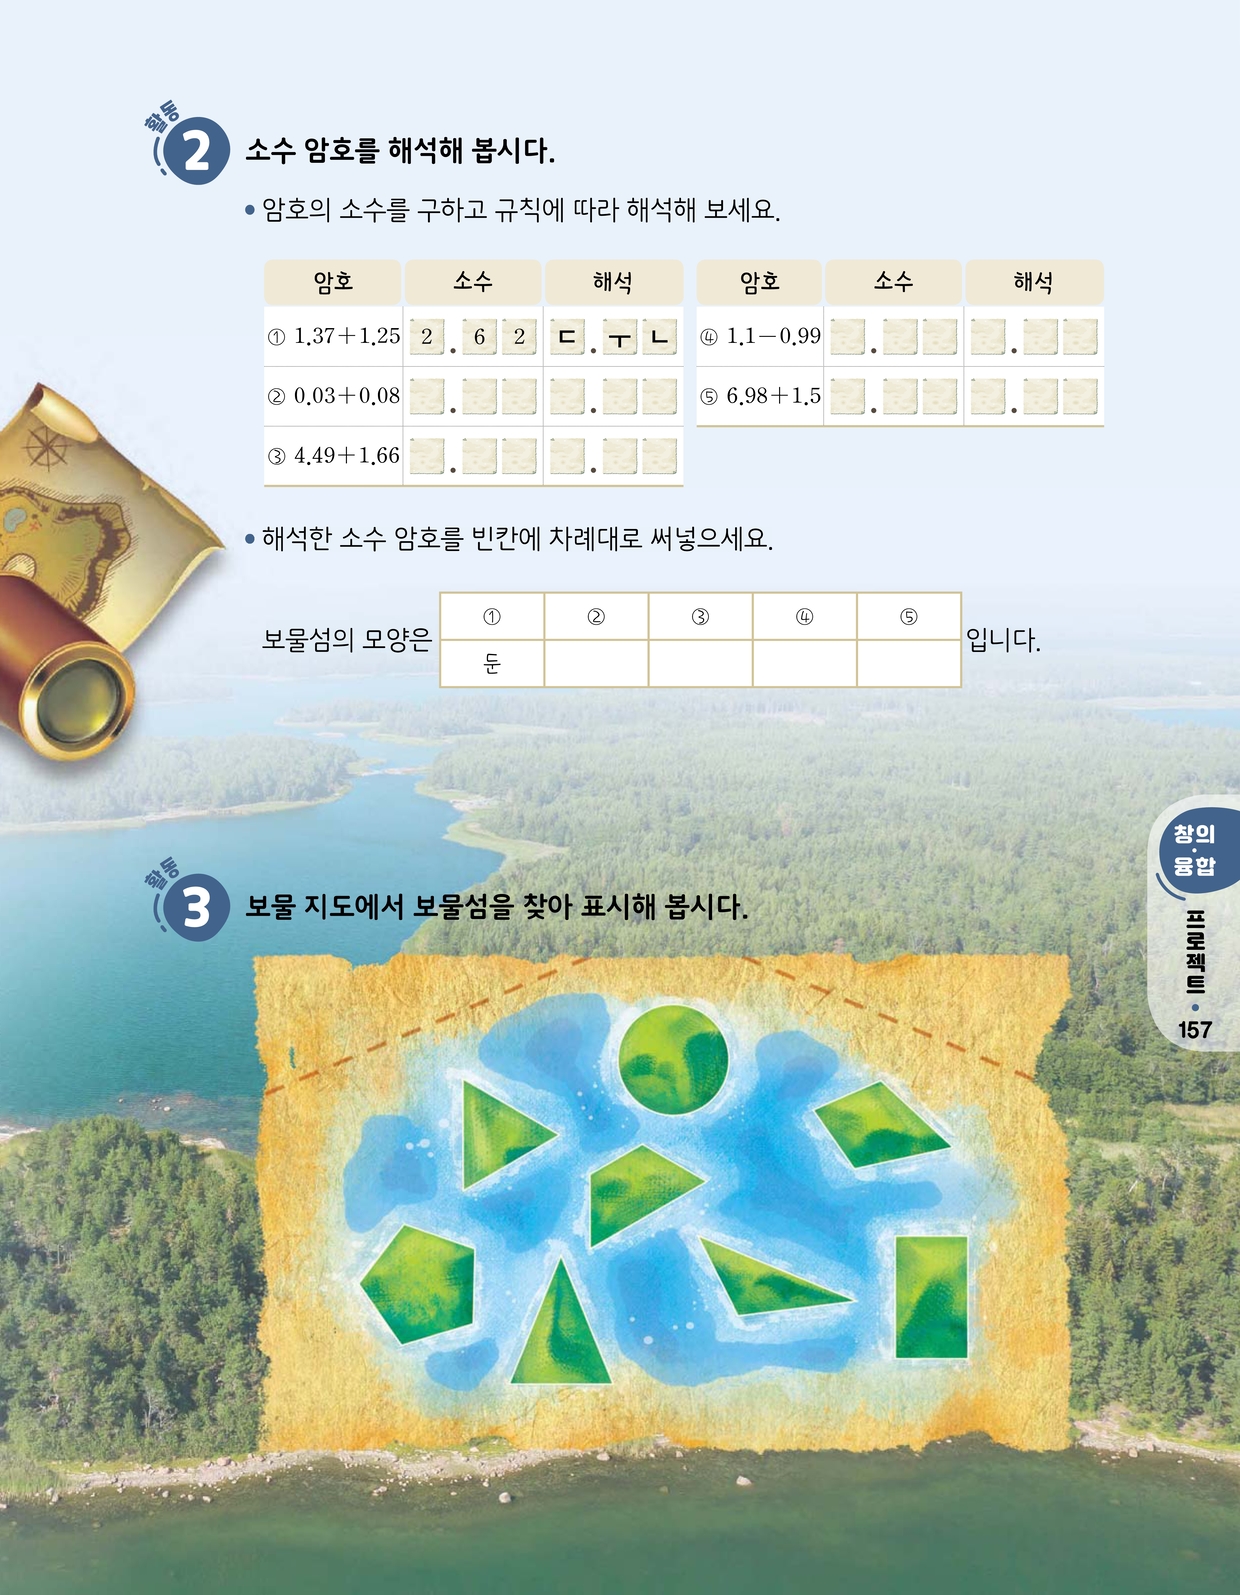 활동
2 소수 암호를 해석해 봅시다.
• 암호의 소수를 구하고 규칙에 따라 해석해 보세요.
암호 소수 해석 암호 소수 해석
① 1.37+1.25 2 . 6 2 ㄷ . ㅜ ㄴ ④ 1.1−0.99 . .
② 0.03+0.08 . . ⑤ 6.98+1.5 . .
③ 4.49+1.66 . .
• 해석한 소수 암호를 빈칸에 차례대로 써넣으세요.
① ② ③ ④ ⑤
보물섬의 모양은 둔 입니다.
창의
·
융합
프로젝트 •
157
활동
3 보물 지도에서 보물섬을 찾아 표시해 봅시다.